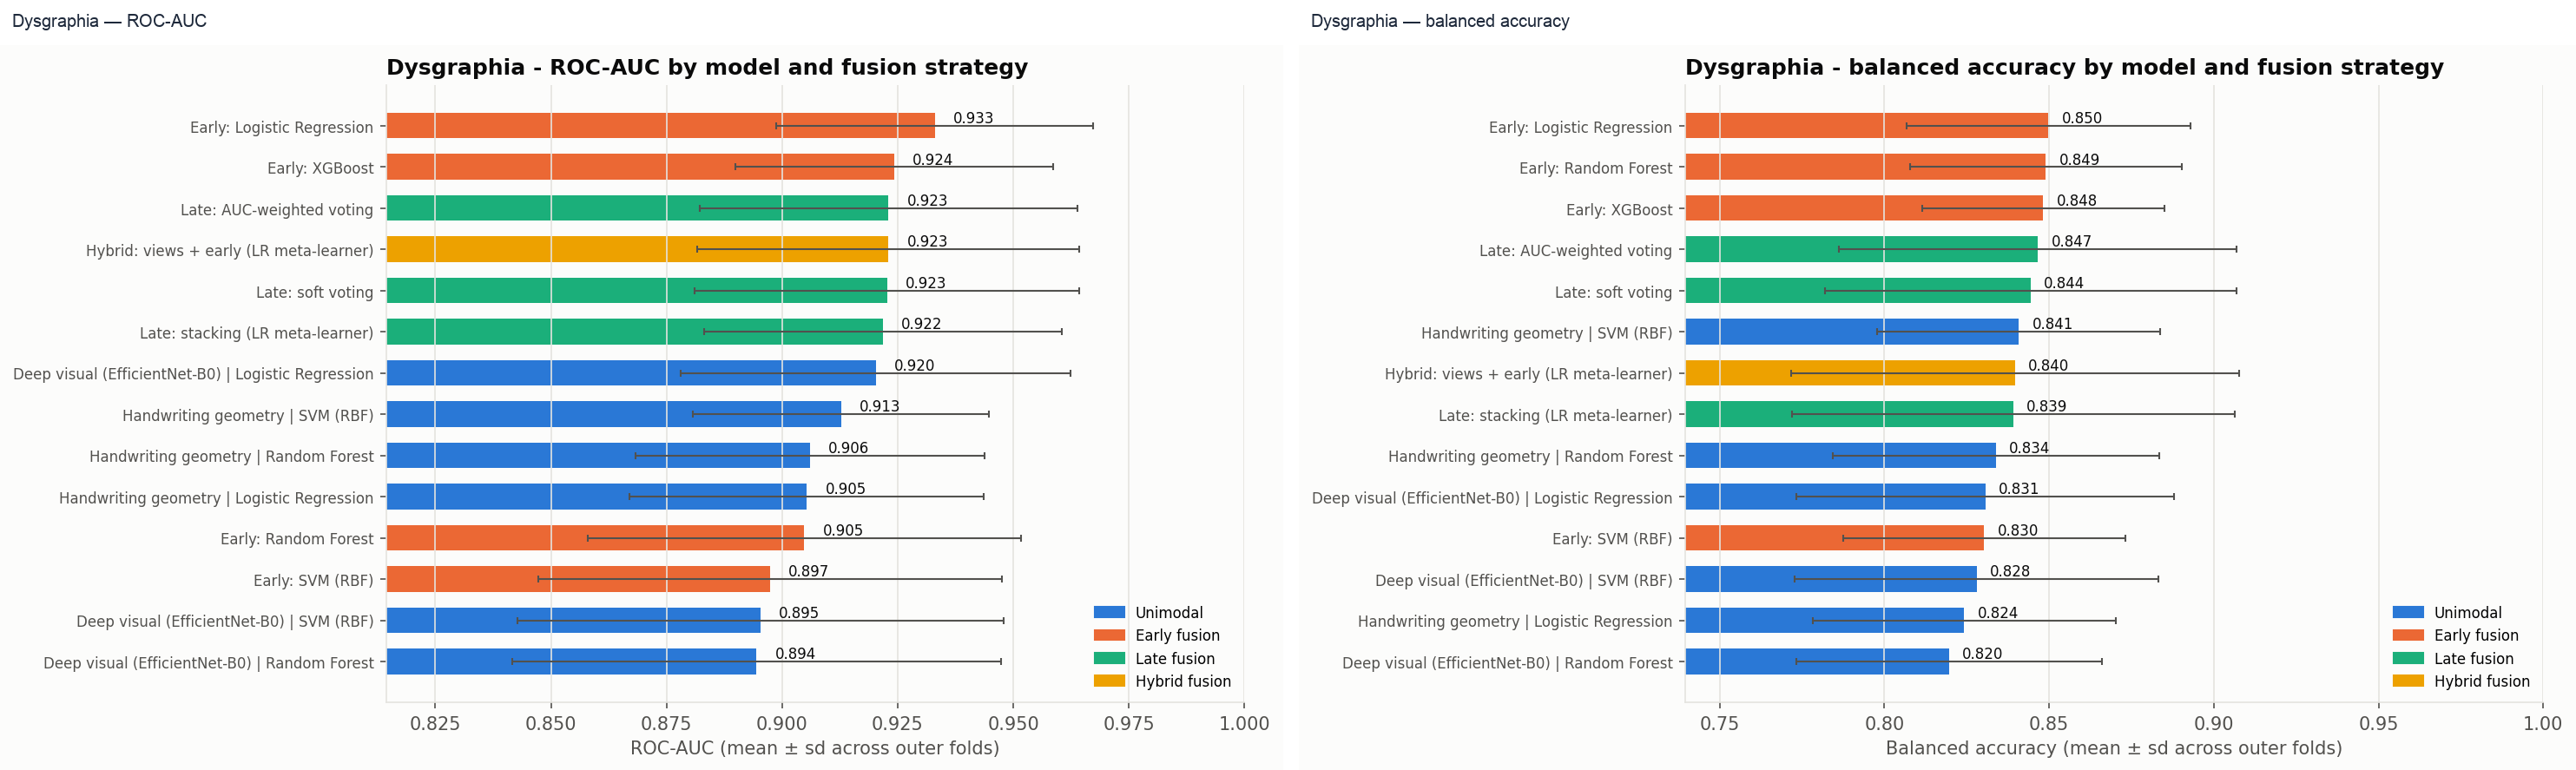 Dysgraphia — ROC-AUC
Dysgraphia - ROC-AUC by model and fusion strategy
Early: Logistic Regression 0.933
Early: XGBoost 0.924
Late: AUC-weighted voting 0.923
Hybrid: views + early (LR meta-learner) 0.923
Late: soft voting 0.923
Late: stacking (LR meta-learner) 0.922
Deep visual (EfficientNet-B0) | Logistic Regression 0.920
Handwriting geometry | SVM (RBF) 0.913
Handwriting geometry | Random Forest 0.906
Handwriting geometry | Logistic Regression 0.905
Early: Random Forest 0.905
Early: SVM (RBF) 0.897
Deep visual (EfficientNet-B0) | SVM (RBF) 0.895
Deep visual (EfficientNet-B0) | Random Forest 0.894
Unimodal
Early fusion
Late fusion
Hybrid fusion
0.825 0.850 0.875 0.900 0.925 0.950 0.975 1.000
ROC-AUC (mean ± sd across outer folds)
Dysgraphia — balanced accuracy
Dysgraphia - balanced accuracy by model and fusion strategy
Early: Logistic Regression 0.850
Early: Random Forest 0.849
Early: XGBoost 0.848
Late: AUC-weighted voting 0.847
Late: soft voting 0.844
Handwriting geometry | SVM (RBF) 0.841
Hybrid: views + early (LR meta-learner) 0.840
Late: stacking (LR meta-learner) 0.839
Handwriting geometry | Random Forest 0.834
Deep visual (EfficientNet-B0) | Logistic Regression 0.831
Early: SVM (RBF) 0.830
Deep visual (EfficientNet-B0) | SVM (RBF) 0.828
Handwriting geometry | Logistic Regression 0.824
Deep visual (EfficientNet-B0) | Random Forest 0.820
Unimodal
Early fusion
Late fusion
Hybrid fusion
0.75 0.80 0.85 0.90 0.95 1.00
Balanced accuracy (mean ± sd across outer folds)